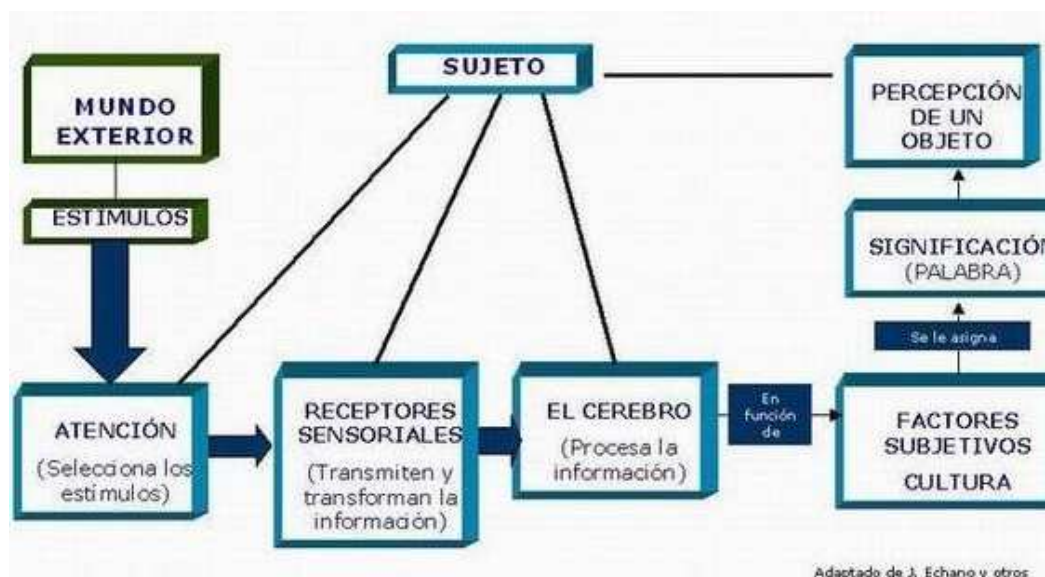 SUJETO
MUNDO
EXTERIOR
ESTÍMULOS
ATENCIÓN
(Selecciona los
estímulos)
RECEPTORES
SENSORIALES
(Transmiten y
transforman la
información)
EL CEREBRO
(Procesa la
información)
En
función
de
FACTORES
SUBJETIVOS
CULTURA
Se le asigna
SIGNIFICACIÓN
(PALABRA)
PERCEPCIÓN
DE UN
OBJETO
Adaptado de J. Echano y otros